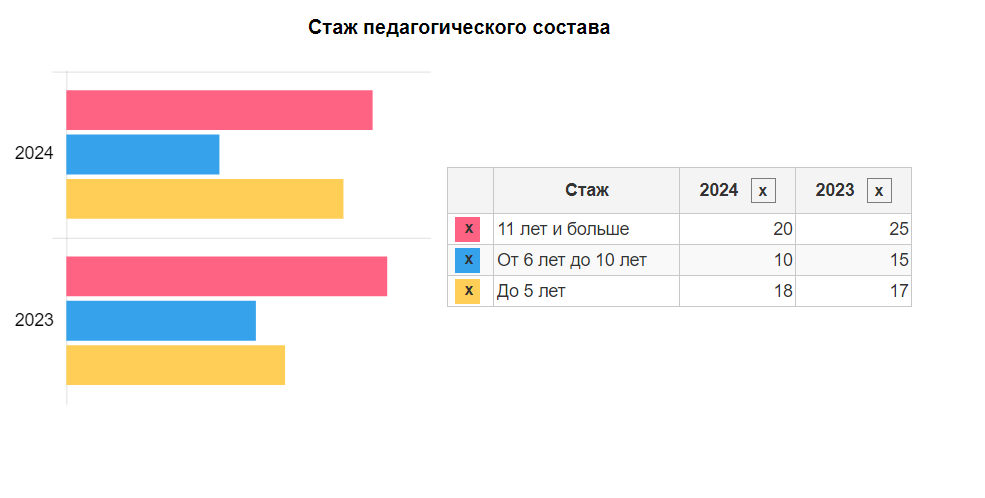 Стаж педагогического состава
2024
2023
Стаж 2024 x 2023 x
x 11 лет и больше 20 25
x От 6 лет до 10 лет 10 15
x До 5 лет 18 17